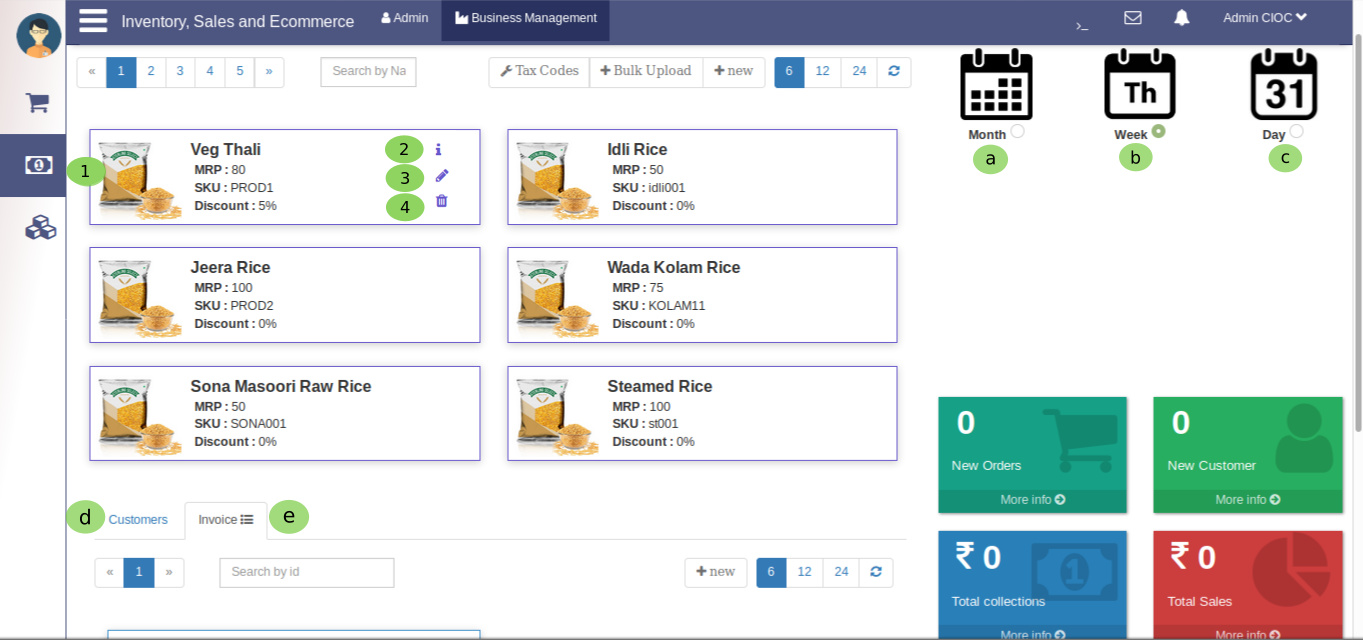 Inventory, Sales and Ecommerce
Admin
Business Management
>_
Admin CIOC
« 1 2 3 4 5 »
Search by Na
Tax Codes
+ Bulk Upload
+ new
6 12 24
Th
31
Month
Week
Day
a
b
c
1
Veg Thali
MRP : 80
SKU : PROD1
Discount : 5%
2
3
4
Idli Rice
MRP : 50
SKU : idli001
Discount : 0%
Jeera Rice
MRP : 100
SKU : PROD2
Discount : 0%
Wada Kolam Rice
MRP : 75
SKU : KOLAM11
Discount : 0%
Sona Masoori Raw Rice
MRP : 50
SKU : SONA001
Discount : 0%
Steamed Rice
MRP : 100
SKU : st001
Discount : 0%
0
New Orders
More info
0
New Customer
More info
d
Customers
Invoice
e
« 1 »
Search by id
+ new
6 12 24
₹ 0
Total collections
More info
₹ 0
Total Sales
More info